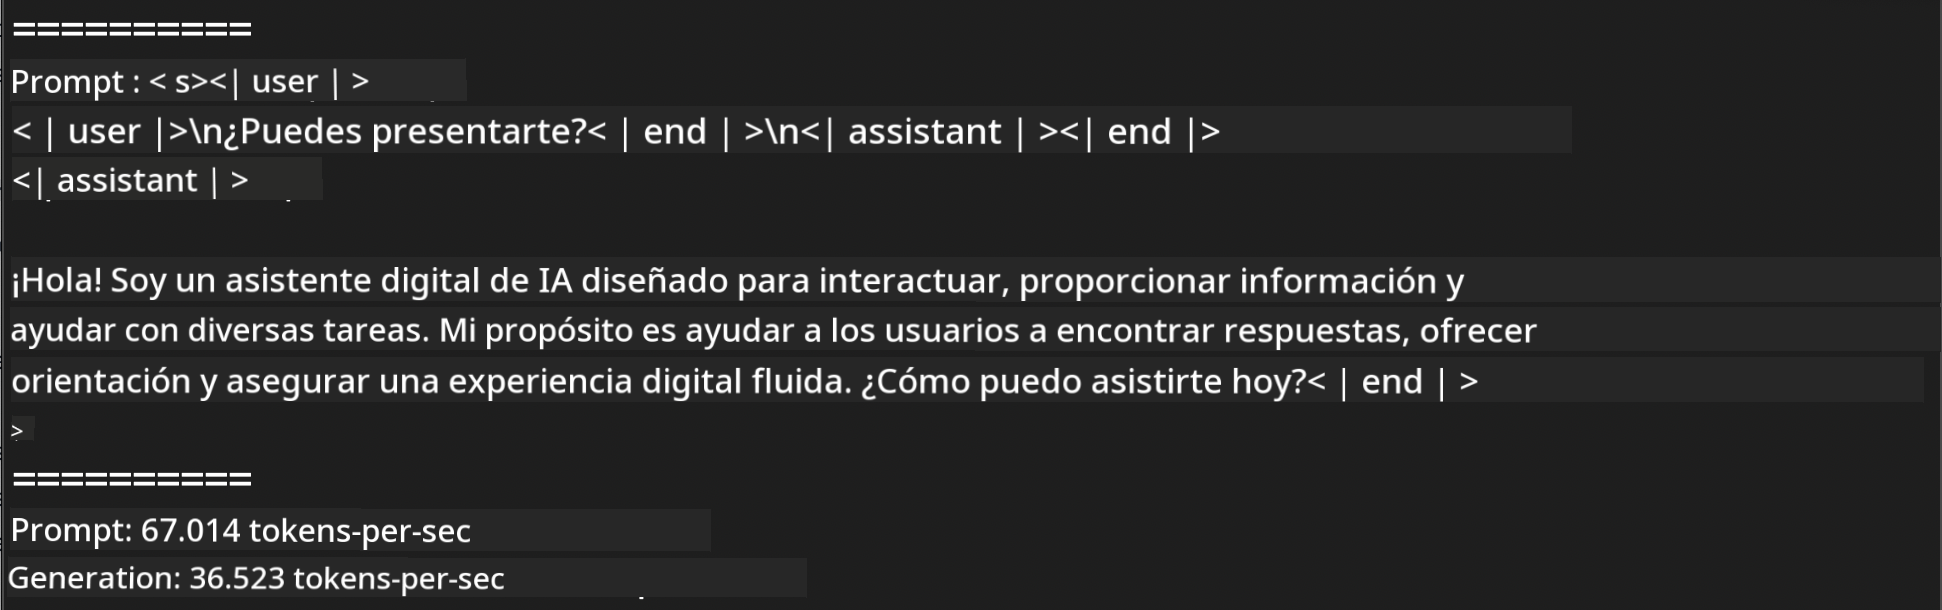 ==========
Prompt : < s><| user | >
< | user |>\n¿Puedes presentarte?< | end | >\n<| assistant | ><| end |>
<| assistant | >
¡Hola! Soy un asistente digital de IA diseñado para interactuar, proporcionar información y
ayudar con diversas tareas. Mi propósito es ayudar a los usuarios a encontrar respuestas, ofrecer
orientación y asegurar una experiencia digital fluida. ¿Cómo puedo asistirte hoy?< | end | >
>
==========
Prompt: 67.014 tokens-per-sec
Generation: 36.523 tokens-per-sec